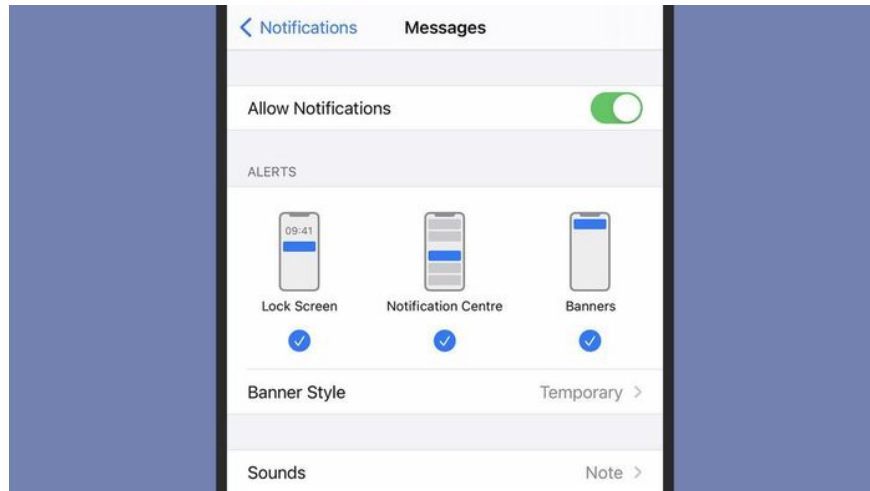 Notifications Messages
Allow Notifications
ALERTS
09:41
Lock Screen Notification Centre Banners
Banner Style Temporary
Sounds Note